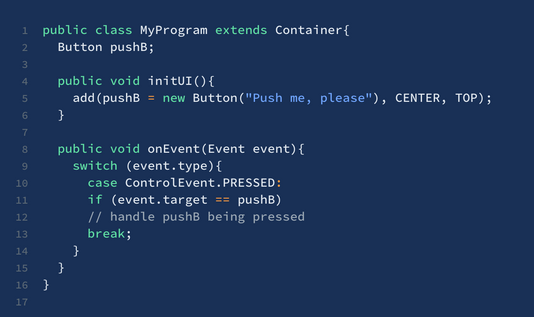 1 public class MyProgram extends Container{
2 Button pushB;
3
4 public void initUI(){
5 add(pushB = new Button("Push me, please"), CENTER, TOP);
6 }
7
8 public void onEvent(Event event){
9 switch (event.type){
10 case ControlEvent.PRESSED:
11 if (event.target == pushB)
12 // handle pushB being pressed
13 break;
14 }
15 }
16 }
17